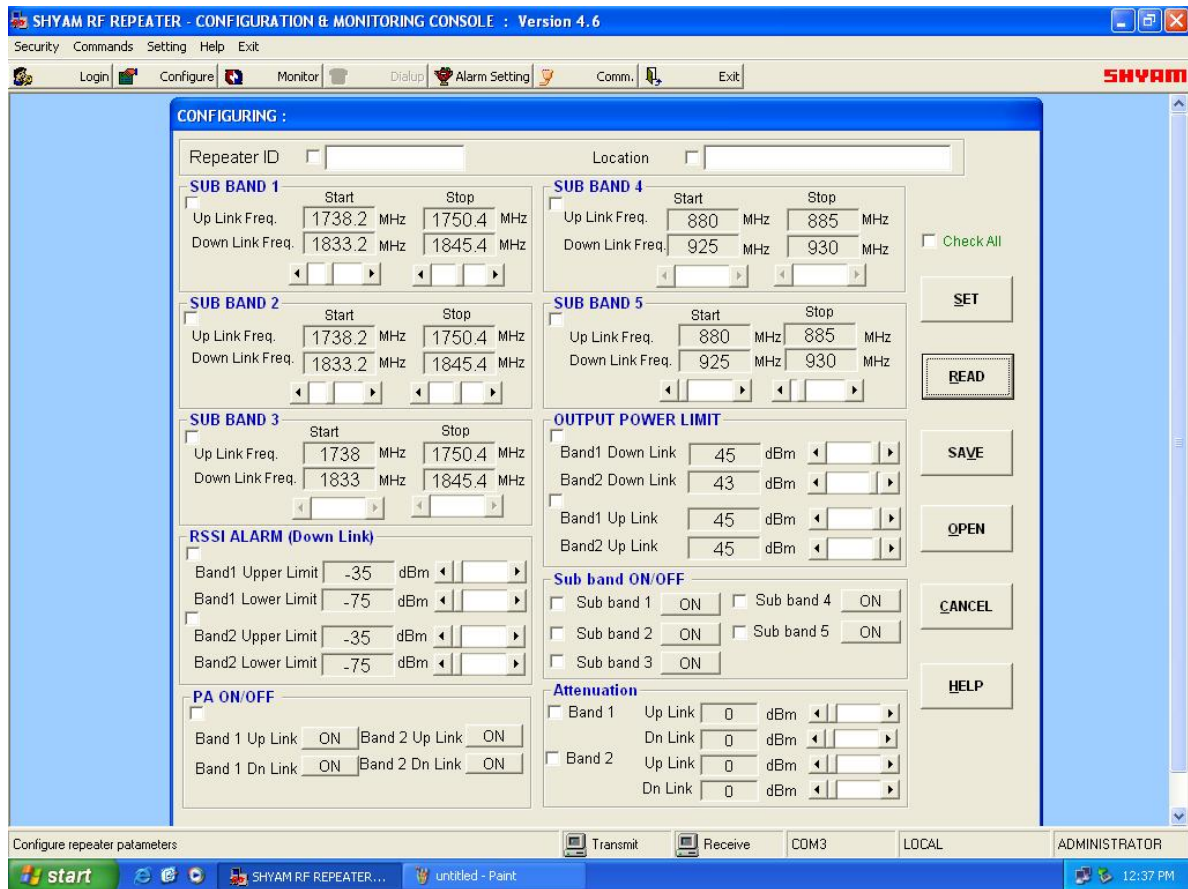 SHYAM RF REPEATER - CONFIGURATION & MONITORING CONSOLE : Version 4.6
Security Commands Setting Help Exit
Login Configure Monitor Dialup Alarm Setting Comm. Exit SHYAM
CONFIGURING :
Repeater ID Location
SUB BAND 1
Start Stop
Up Link Freq. 1738.2 MHz 1750.4 MHz
Down Link Freq. 1833.2 MHz 1845.4 MHz
SUB BAND 2
Start Stop
Up Link Freq. 1738.2 MHz 1750.4 MHz
Down Link Freq. 1833.2 MHz 1845.4 MHz
SUB BAND 3
Start Stop
Up Link Freq. 1738 MHz 1750.4 MHz
Down Link Freq. 1833 MHz 1845.4 MHz
RSSI ALARM (Down Link)
Band1 Upper Limit -35 dBm
Band1 Lower Limit -75 dBm
Band2 Upper Limit -35 dBm
Band2 Lower Limit -75 dBm
PA ON/OFF
Band 1 Up Link ON Band 2 Up Link ON
Band 1 Dn Link ON Band 2 Dn Link ON
SUB BAND 4
Start Stop
Up Link Freq. 880 MHz 885 MHz
Down Link Freq. 925 MHz 930 MHz
SUB BAND 5
Start Stop
Up Link Freq. 880 MHz 885 MHz
Down Link Freq. 925 MHz 930 MHz
OUTPUT POWER LIMIT
Band1 Down Link 45 dBm
Band2 Down Link 43 dBm
Band1 Up Link 45 dBm
Band2 Up Link 45 dBm
Sub band ON/OFF
Sub band 1 ON Sub band 4 ON
Sub band 2 ON Sub band 5 ON
Sub band 3 ON
Attenuation
Band 1 Up Link 0 dBm
Dn Link 0 dBm
Band 2 Up Link 0 dBm
Dn Link 0 dBm
Check All
SET
READ
SAVE
OPEN
CANCEL
HELP
Configure repeater patameters Transmit Receive COM3 LOCAL ADMINISTRATOR
start SHYAM RF REPEATER... untitled - Paint 12:37 PM